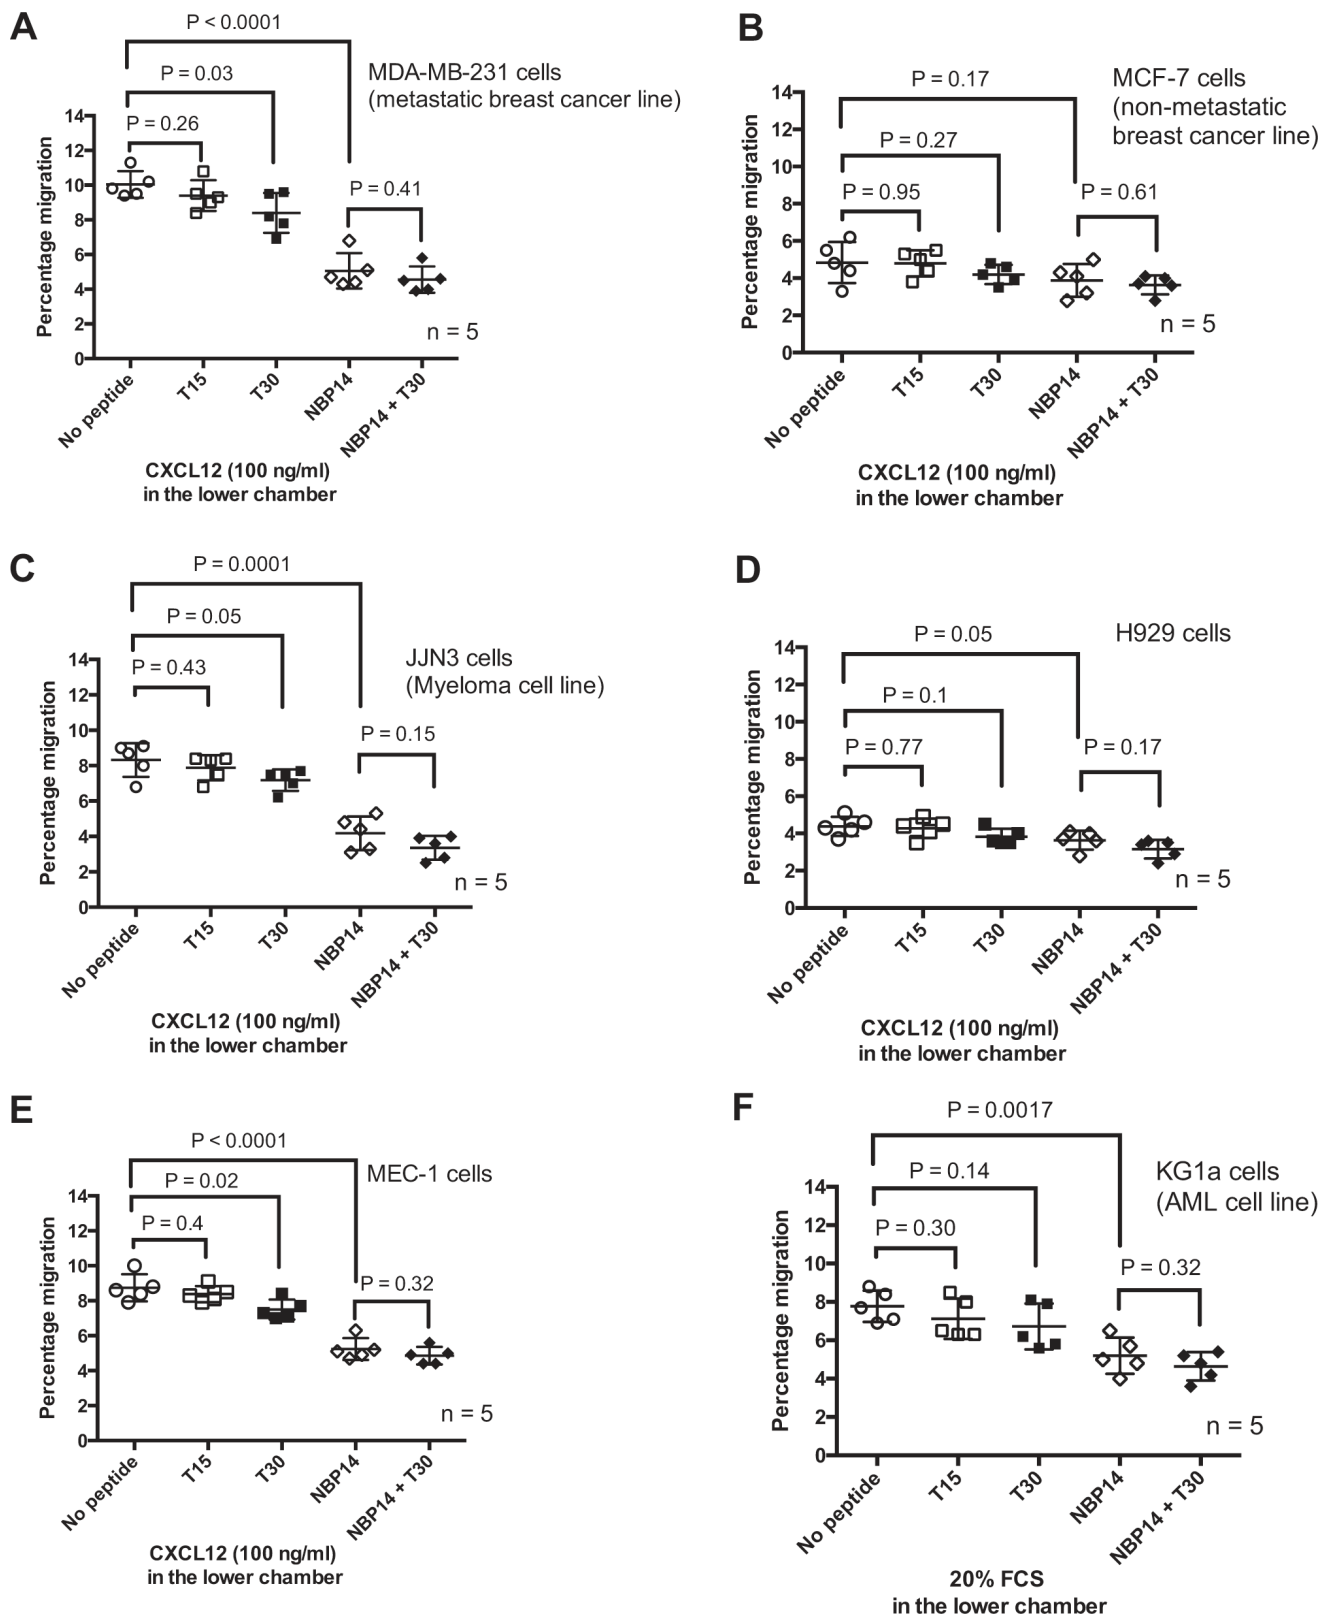 A
P < 0.0001
P = 0.03
P = 0.26
P = 0.41
MDA-MB-231 cells
(metastatic breast cancer line)
Percentage migration
14
12
10
8
6
4
2
0
n = 5
No peptide
T15
T30
NBP14
NBP14 + T30
CXCL12 (100 ng/ml)
in the lower chamber
B
P = 0.17
P = 0.27
P = 0.95
P = 0.61
MCF-7 cells
(non-metastatic
breast cancer line)
Percentage migration
14
12
10
8
6
4
2
0
n = 5
No peptide
T15
T30
NBP14
NBP14 + T30
CXCL12 (100 ng/ml)
in the lower chamber
C
P = 0.0001
P = 0.05
P = 0.43
P = 0.15
JJN3 cells
(Myeloma cell line)
Percentage migration
14
12
10
8
6
4
2
0
n = 5
No peptide
T15
T30
NBP14
NBP14 + T30
CXCL12 (100 ng/ml)
in the lower chamber
D
P = 0.05
P = 0.1
P = 0.77
P = 0.17
H929 cells
Percentage migration
14
12
10
8
6
4
2
0
n = 5
No peptide
T15
T30
NBP14
NBP14 + T30
CXCL12 (100 ng/ml)
in the lower chamber
E
P < 0.0001
P = 0.02
P = 0.4
P = 0.32
MEC-1 cells
Percentage migration
14
12
10
8
6
4
2
0
n = 5
No peptide
T15
T30
NBP14
NBP14 + T30
CXCL12 (100 ng/ml)
in the lower chamber
F
P = 0.0017
P = 0.14
P = 0.30
P = 0.32
KG1a cells
(AML cell line)
Percentage migration
14
12
10
8
6
4
2
0
n = 5
No peptide
T15
T30
NBP14
NBP14 + T30
20% FCS
in the lower chamber